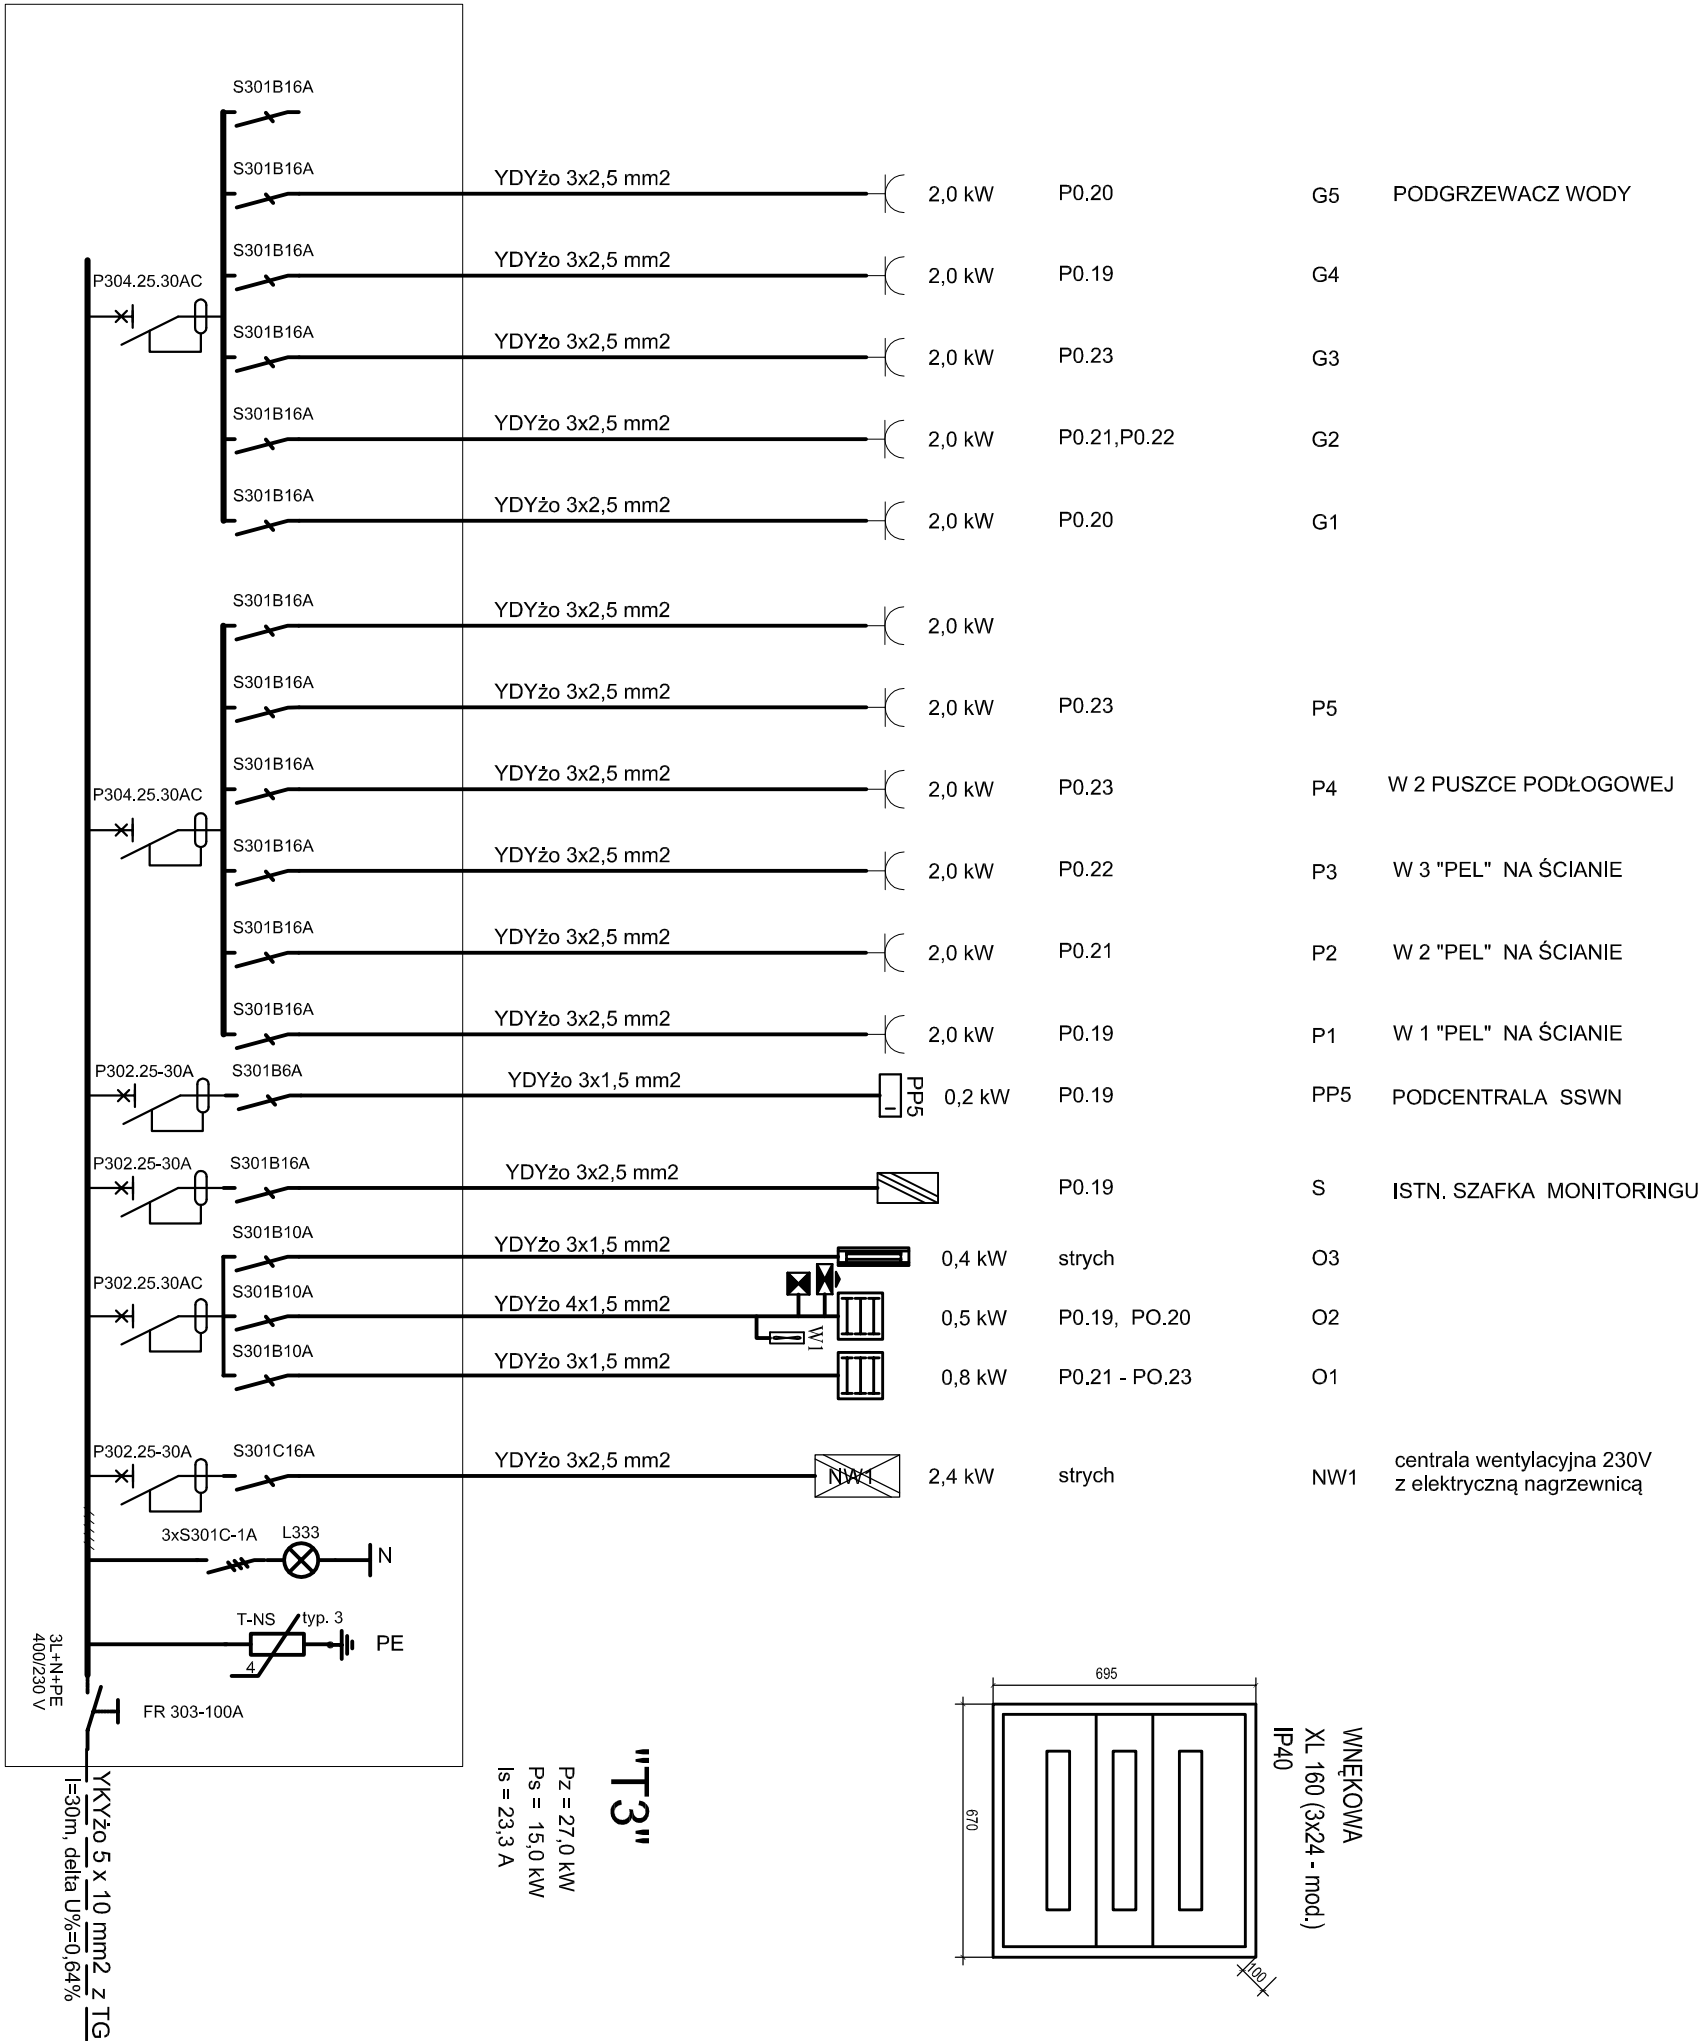 S301B16A
S301B16A
YDYżo 3x2,5 mm2
2,0 kW P0.20 G5 PODGRZEWACZ WODY
S301B16A
YDYżo 3x2,5 mm2
2,0 kW P0.19 G4
P304.25.30AC
S301B16A
YDYżo 3x2,5 mm2
2,0 kW P0.23 G3
S301B16A
YDYżo 3x2,5 mm2
2,0 kW P0.21,P0.22 G2
S301B16A
YDYżo 3x2,5 mm2
2,0 kW P0.20 G1
S301B16A
YDYżo 3x2,5 mm2
2,0 kW
S301B16A
YDYżo 3x2,5 mm2
2,0 kW P0.23 P5
S301B16A
YDYżo 3x2,5 mm2
2,0 kW P0.23 P4 W 2 PUSZCE PODŁOGOWEJ
P304.25.30AC
S301B16A
YDYżo 3x2,5 mm2
2,0 kW P0.22 P3 W 3 "PEL" NA ŚCIANIE
S301B16A
YDYżo 3x2,5 mm2
2,0 kW P0.21 P2 W 2 "PEL" NA ŚCIANIE
S301B16A
YDYżo 3x2,5 mm2
2,0 kW P0.19 P1 W 1 "PEL" NA ŚCIANIE
P302.25-30A
S301B6A
YDYżo 3x1,5 mm2
PP5
0,2 kW P0.19 PP5 PODCENTRALA SSWN
P302.25-30A
S301B16A
YDYżo 3x2,5 mm2
P0.19 S ISTN. SZAFKA MONITORINGU
S301B10A
YDYżo 3x1,5 mm2
0,4 kW strych O3
P302.25.30AC
S301B10A
YDYżo 4x1,5 mm2
W1
0,5 kW P0.19, PO.20 O2
S301B10A
YDYżo 3x1,5 mm2
0,8 kW P0.21 - PO.23 O1
P302.25-30A
S301C16A
YDYżo 3x2,5 mm2
NW1
2,4 kW strych NW1
centrala wentylacyjna 230V
z elektryczną nagrzewnicą
3xS301C-1A
L333
N
T-NS
typ. 3
4
PE
3L+N+PE
400/230 V
FR 303-100A
YKYżo 5 x 10 mm2 z TG
l=30m, delta U%=0,64%
"T3"
Pz = 27,0 kW
Ps = 15,0 kW
Is = 23,3 A
695
670
100
WNĘKOWA
XL 160 (3x24 - mod.)
IP40